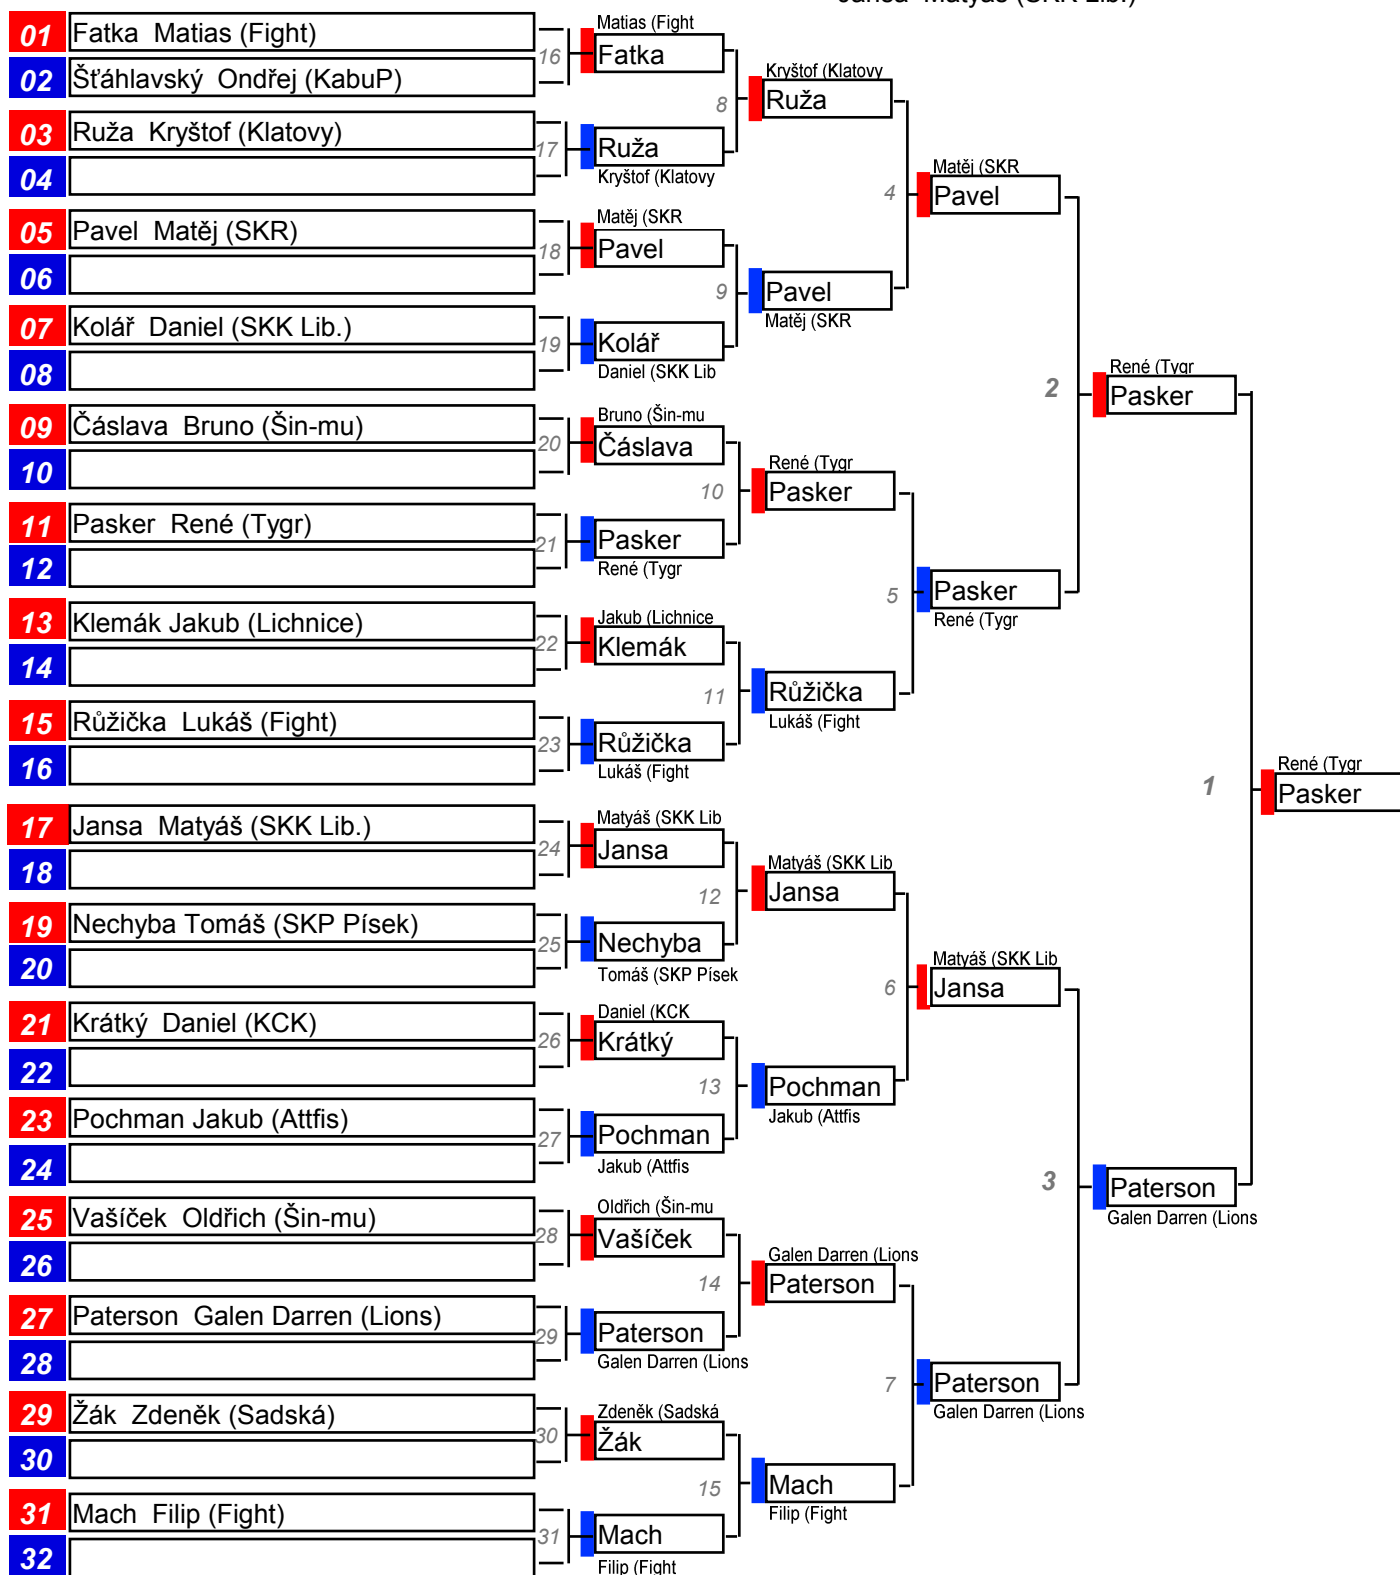 Jansa Matyáš (SKK Lib.)
01 Fatka Matias (Fight)
02 Šťáhlavský Ondřej (KabuP)
03 Ruža Kryštof (Klatovy)
04
05 Pavel Matěj (SKR)
06
07 Kolář Daniel (SKK Lib.)
08
09 Čáslava Bruno (Šin-mu)
10
11 Pasker René (Tygr)
12
13 Klemák Jakub (Lichnice)
14
15 Růžička Lukáš (Fight)
16
17 Jansa Matyáš (SKK Lib.)
18
19 Nechyba Tomáš (SKP Písek)
20
21 Krátký Daniel (KCK)
22
23 Pochman Jakub (Attfis)
24
25 Vašíček Oldřich (Šin-mu)
26
27 Paterson Galen Darren (Lions)
28
29 Žák Zdeněk (Sadská)
30
31 Mach Filip (Fight)
32
16
17
18
19
20
21
22
23
24
25
26
27
28
29
30
31
Matias (Fight
Fatka
Ruža
Kryštof (Klatovy
Matěj (SKR
Pavel
Kolář
Daniel (SKK Lib
Bruno (Šin-mu
Čáslava
Pasker
René (Tygr
Jakub (Lichnice
Klemák
Růžička
Lukáš (Fight
Matyáš (SKK Lib
Jansa
Nechyba
Tomáš (SKP Písek
Daniel (KCK
Krátký
Pochman
Jakub (Attfis
Oldřich (Šin-mu
Vašíček
Paterson
Galen Darren (Lions
Zdeněk (Sadská
Žák
Mach
Filip (Fight
8
9
10
11
12
13
14
15
Kryštof (Klatovy
Ruža
Pavel
Matěj (SKR
René (Tygr
Pasker
Růžička
Lukáš (Fight
Matyáš (SKK Lib
Jansa
Pochman
Jakub (Attfis
Galen Darren (Lions
Paterson
Mach
Filip (Fight
4
5
6
7
Matěj (SKR
Pavel
Pasker
René (Tygr
Matyáš (SKK Lib
Jansa
Paterson
Galen Darren (Lions
2
3
René (Tygr
Pasker
Paterson
Galen Darren (Lions
1
René (Tygr
Pasker